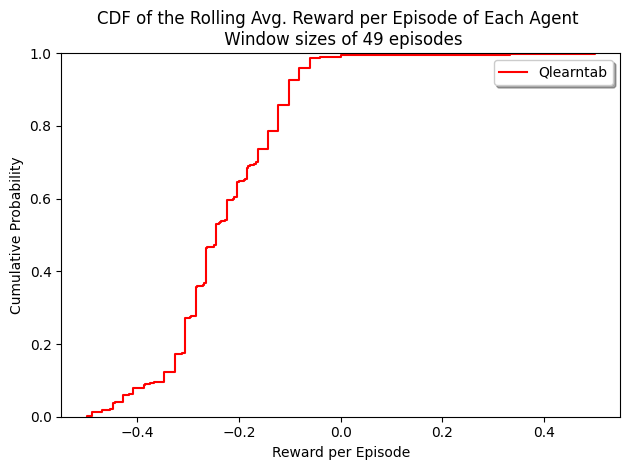 CDF of the Rolling Avg. Reward per Episode of Each Agent
Window sizes of 49 episodes
Qlearntab
Cumulative Probability
1.0
0.8
0.6
0.4
0.2
0.0
−0.4 −0.2 0.0 0.2 0.4
Reward per Episode